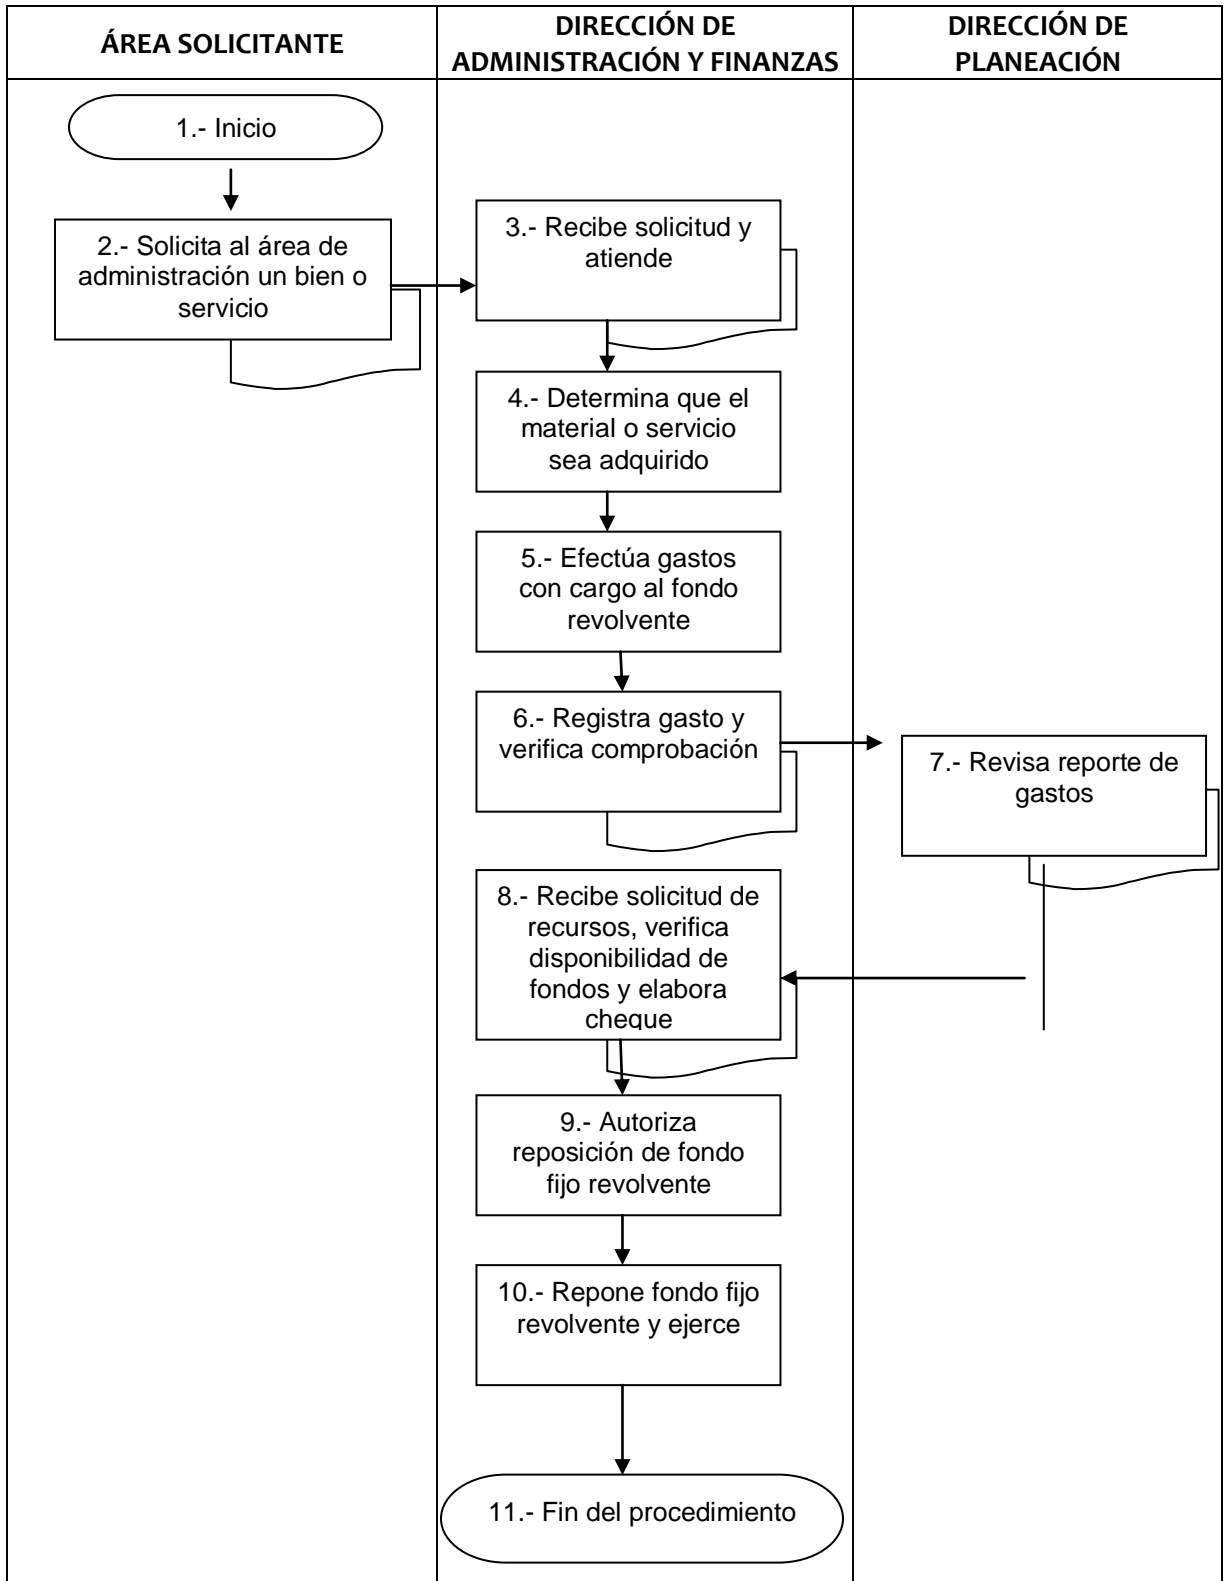 ÁREA SOLICITANTE
DIRECCIÓN DE
ADMINISTRACIÓN Y FINANZAS
DIRECCIÓN DE
PLANEACIÓN
1.- Inicio
2.- Solicita al área de
administración un bien o
servicio
3.- Recibe solicitud y
atiende
4.- Determina que el
material o servicio
sea adquirido
5.- Efectúa gastos
con cargo al fondo
revolvente
6.- Registra gasto y
verifica comprobación
7.- Revisa reporte de
gastos
8.- Recibe solicitud de
recursos, verifica
disponibilidad de
fondos y elabora
cheque
9.- Autoriza
reposición de fondo
fijo revolvente
10.- Repone fondo fijo
revolvente y ejerce
11.- Fin del procedimiento